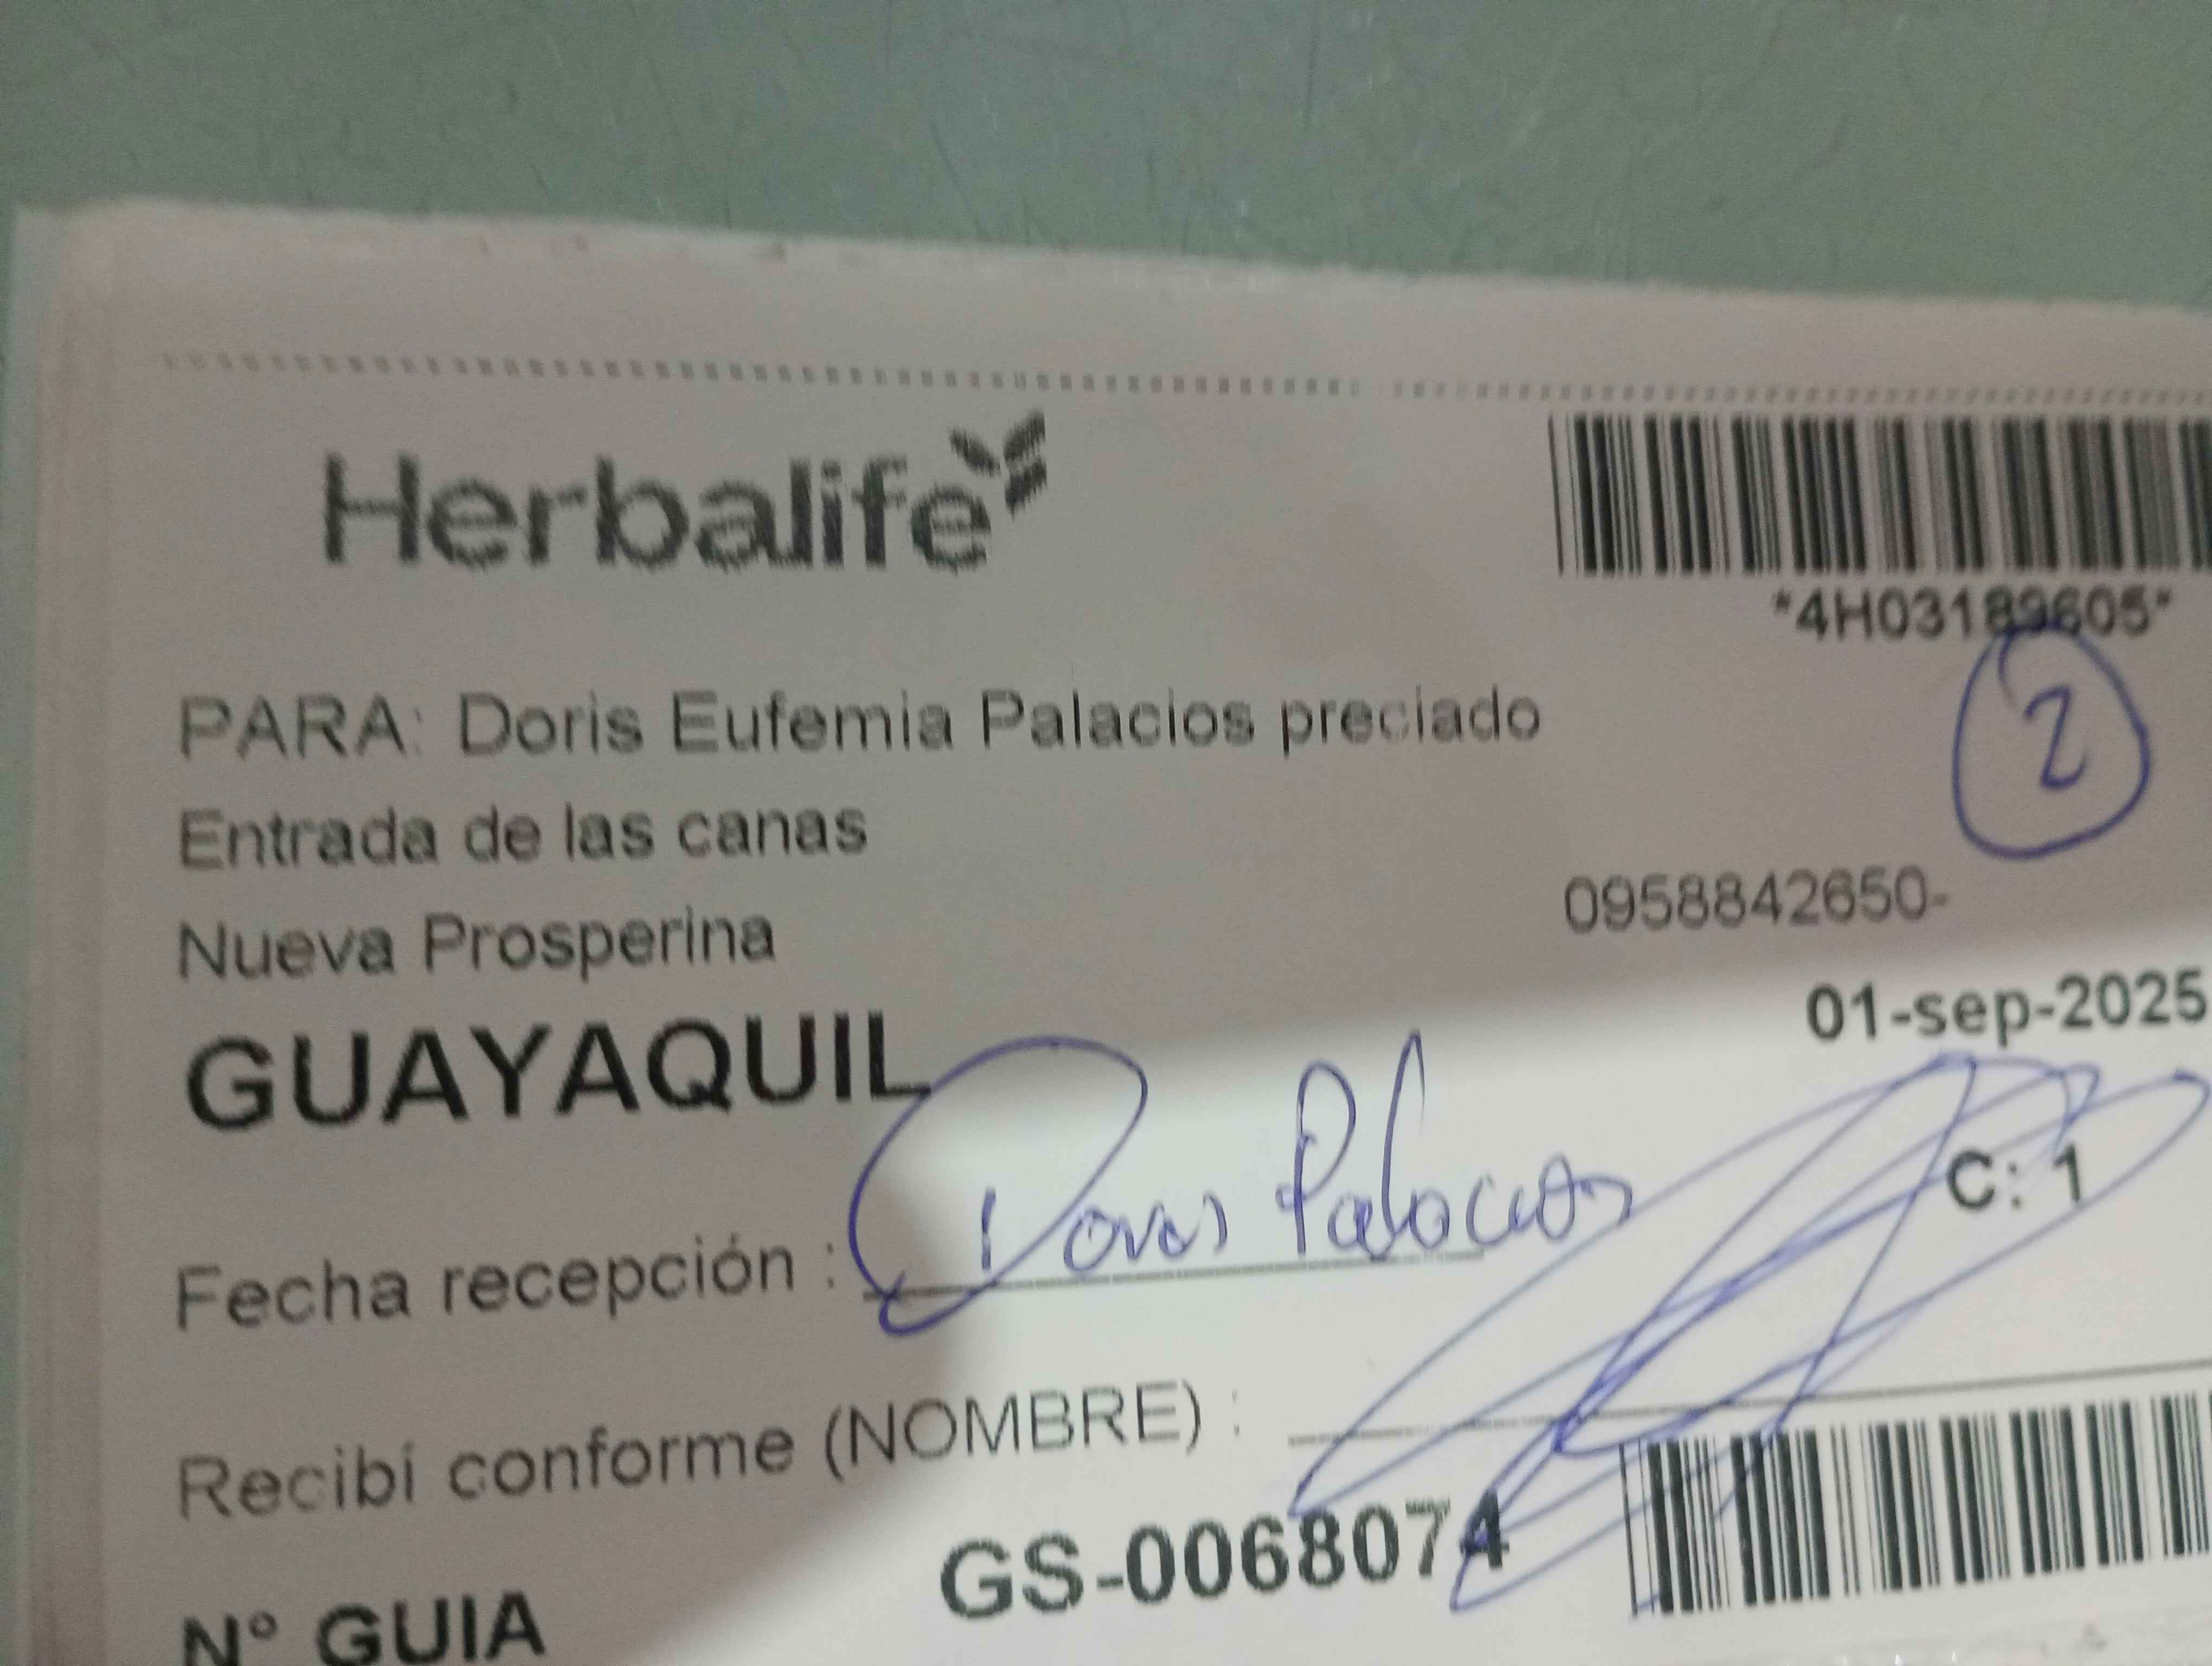 Herbalife
*4H03189605*
PARA: Doris Eufemia Palacios preciado
2
Entrada de las canas
0958842650-
Nueva Prosperina
01-sep-2025
GUAYAQUIL
C: 1
Fecha recepción : Doris Palacios
Recibí conforme (NOMBRE) :
GS-0068074
N° GUIA